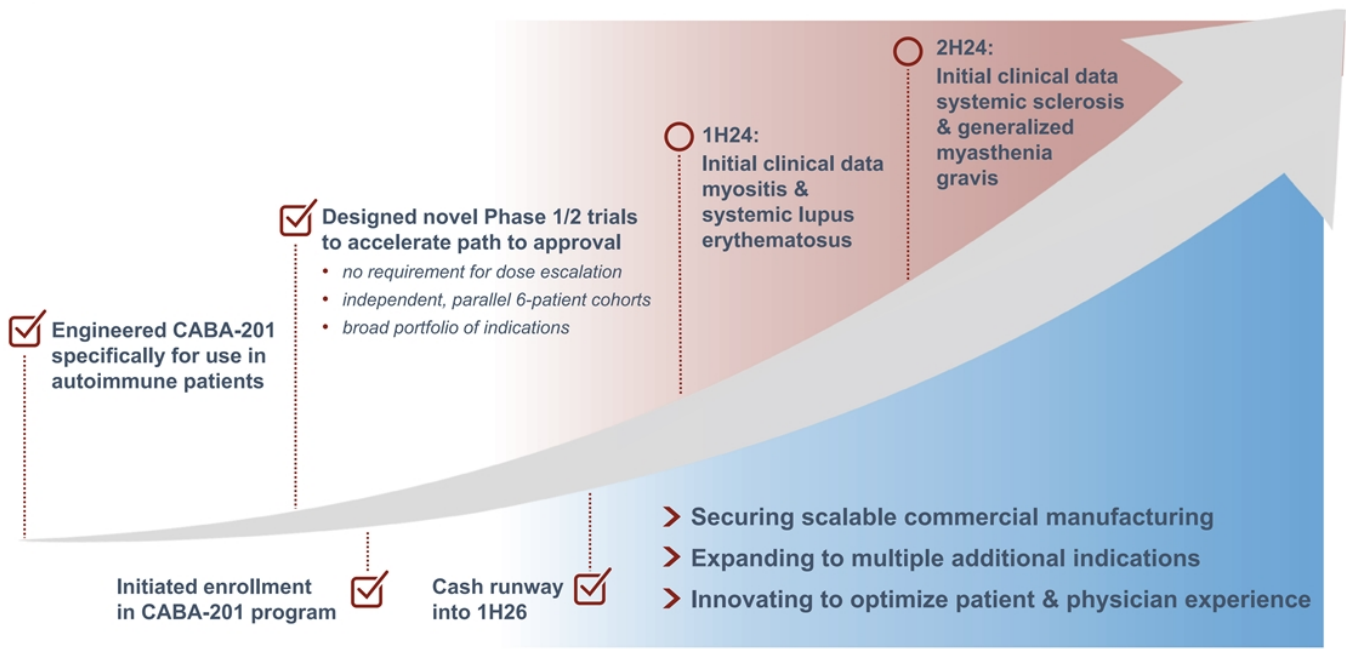 Engineered CABA-201
specifically for use in
autoimmune patients
Designed novel Phase 1/2 trials
to accelerate path to approval
• no requirement for dose escalation
• independent, parallel 6-patient cohorts
• broad portfolio of indications
1H24:
Initial clinical data
myositis &
systemic lupus
erythematosus
2H24:
Initial clinical data
systemic sclerosis
& generalized
myasthenia
gravis
Initiated enrollment
in CABA-201 program
Cash runway
into 1H26
Securing scalable commercial manufacturing
Expanding to multiple additional indications
Innovating to optimize patient & physician experience